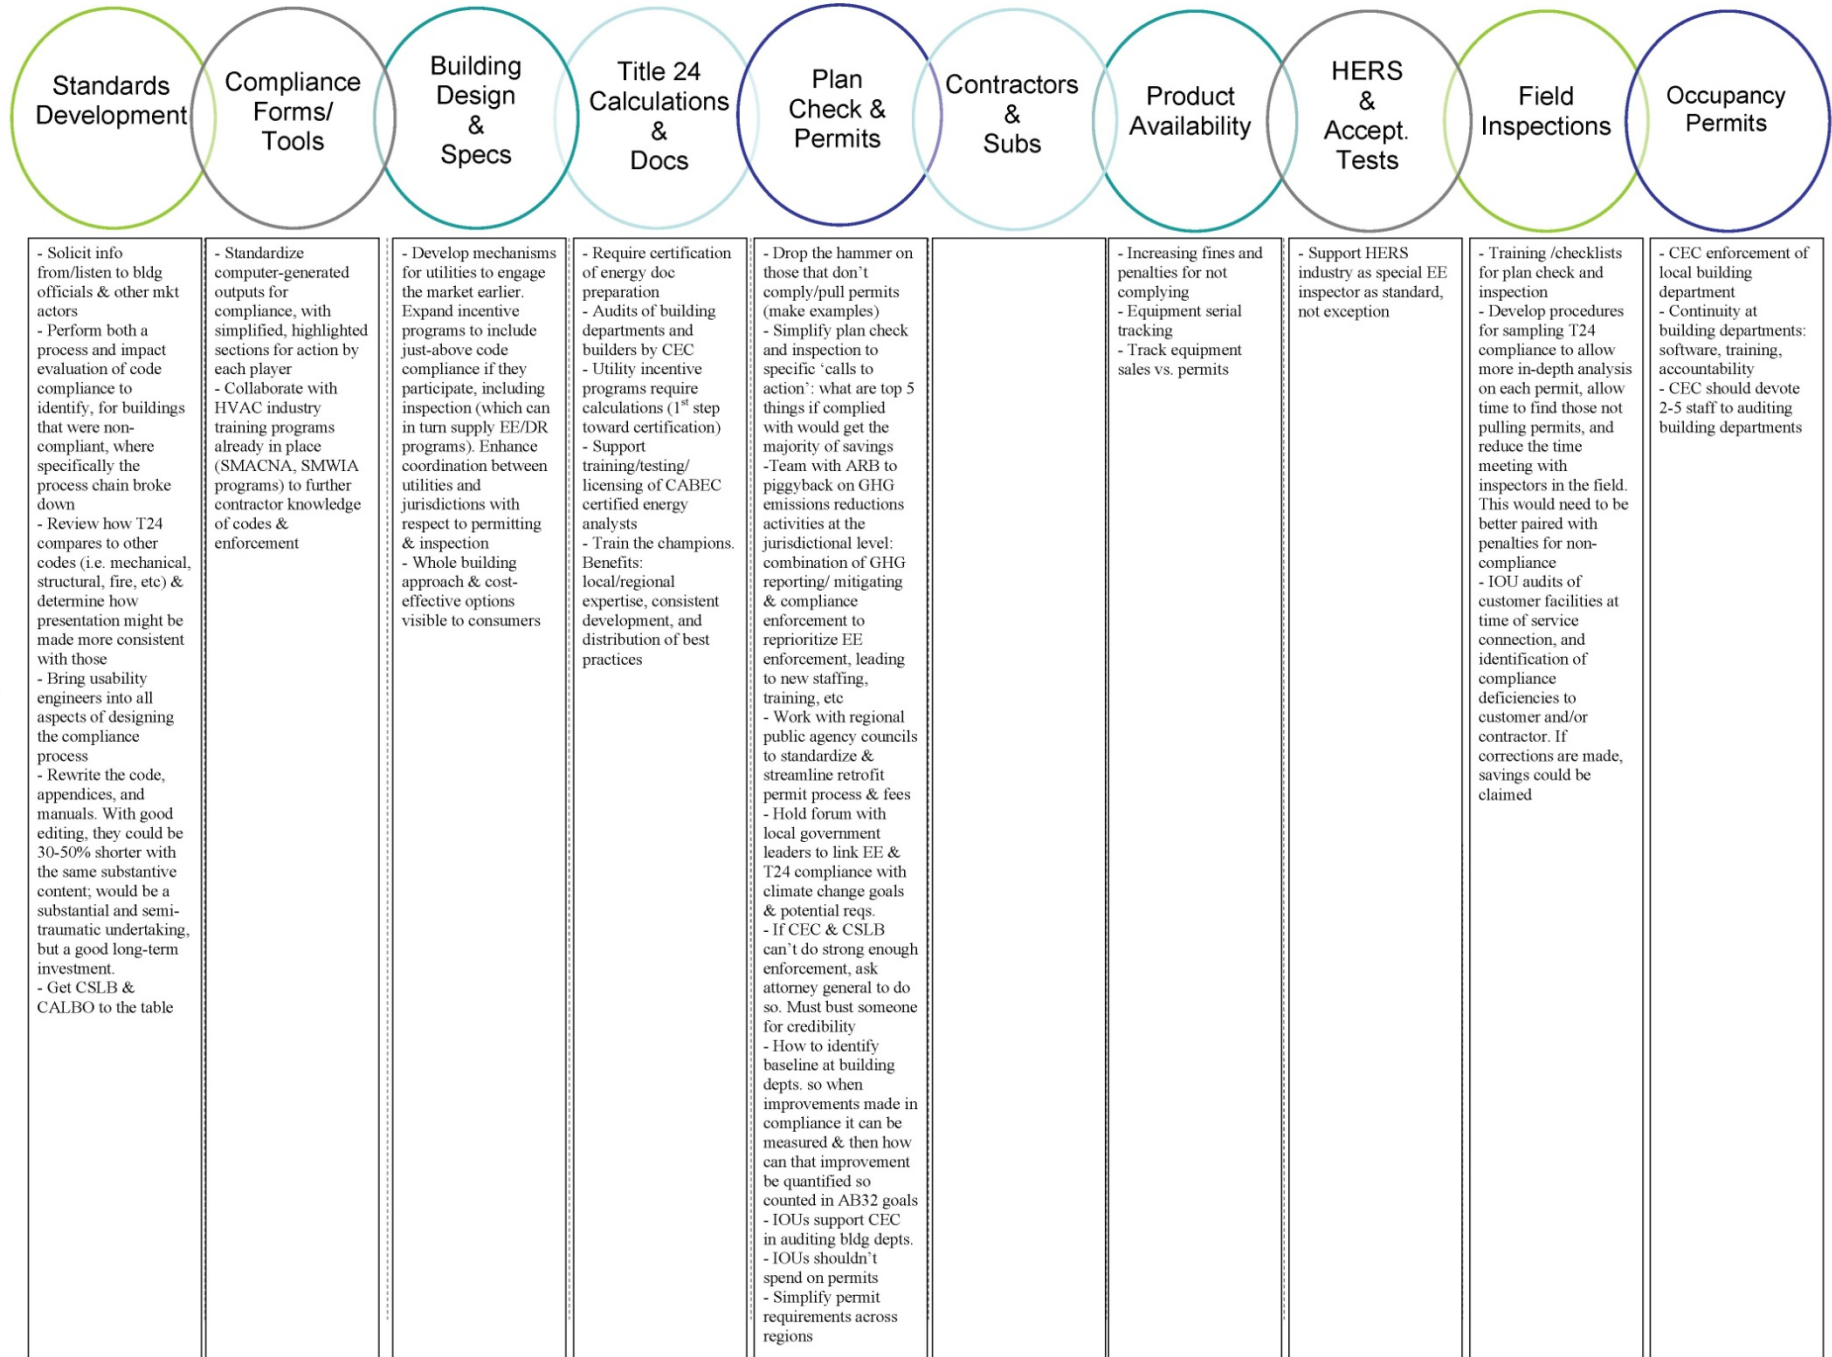 Standards
Development
Compliance
Forms/
Tools
Building
Design
&
Specs
Title 24
Calculations
&
Docs
Plan
Check &
Permits
Contractors
&
Subs
Product
Availability
HERS
&
Accept.
Tests
Field
Inspections
Occupancy
Permits
- Solicit info
from/listen to bldg
officials & other mkt
actors
- Perform both a
process and impact
evaluation of code
compliance to
identify, for buildings
that were non-
compliant, where
specifically the
process chain broke
down
- Review how T24
compares to other
codes (i.e. mechanical,
structural, fire, etc) &
determine how
presentation might be
made more consistent
with those
- Bring usability
engineers into all
aspects of designing
the compliance
process
- Rewrite the code,
appendices, and
manuals. With good
editing, they could be
30-50% shorter with
the same substantive
content; would be a
substantial and semi-
traumatic undertaking,
but a good long-term
investment.
- Get CSLB &
CALBO to the table
- Standardize
computer-generated
outputs for
compliance, with
simplified, highlighted
sections for action by
each player
- Collaborate with
HVAC industry
training programs
already in place
(SMACNA, SMWIA
programs) to further
contractor knowledge
of codes &
enforcement
- Develop mechanisms
for utilities to engage
the market earlier.
Expand incentive
programs to include
just-above code
compliance if they
participate, including
inspection (which can
in turn supply EE/DR
programs). Enhance
coordination between
utilities and
jurisdictions with
respect to permitting
& inspection
- Whole building
approach & cost-
effective options
visible to consumers
- Require certification
of energy doc
preparation
- Audits of building
departments and
builders by CEC
- Utility incentive
programs require
calculations (1st step
toward certification)
- Support
training/testing/
licensing of CABEC
certified energy
analysts
- Train the champions.
Benefits:
local/regional
expertise, consistent
development, and
distribution of best
practices
- Drop the hammer on
those that don't
comply/pull permits
(make examples)
- Simplify plan check
and inspection to
specific 'calls to
action': what are top 5
things if complied
with would get the
majority of savings
-Team with ARB to
piggyback on GHG
emissions reductions
activities at the
jurisdictional level:
combination of GHG
reporting/ mitigating
& compliance
enforcement to
reprioritize EE
enforcement, leading
to new staffing,
training, etc
- Work with regional
public agency councils
to standardize &
streamline retrofit
permit process & fees
- Hold forum with
local government
leaders to link EE &
T24 compliance with
climate change goals
& potential reqs.
- If CEC & CSLB
can't do strong enough
enforcement, ask
attorney general to do
so. Must bust someone
for credibility
- How to identify
baseline at building
depts. so when
improvements made in
compliance it can be
measured & then how
can that improvement
be quantified so
counted in AB32 goals
- IOUs support CEC
in auditing bldg depts.
- IOUs shouldn't
spend on permits
- Simplify permit
requirements across
regions
- Increasing fines and
penalties for not
complying
- Equipment serial
tracking
- Track equipment
sales vs. permits
- Support HERS
industry as special EE
inspector as standard,
not exception
- Training /checklists
for plan check and
inspection
- Develop procedures
for sampling T24
compliance to allow
more in-depth analysis
on each permit, allow
time to find those not
pulling permits, and
reduce the time
meeting with
inspectors in the field.
This would need to be
better paired with
penalties for non-
compliance
- IOU audits of
customer facilities at
time of service
connection, and
identification of
compliance
deficiencies to
customer and/or
contractor. If
corrections are made,
savings could be
claimed
- CEC enforcement of
local building
department
- Continuity at
building departments:
software, training,
accountability
- CEC should devote
2-5 staff to auditing
building departments